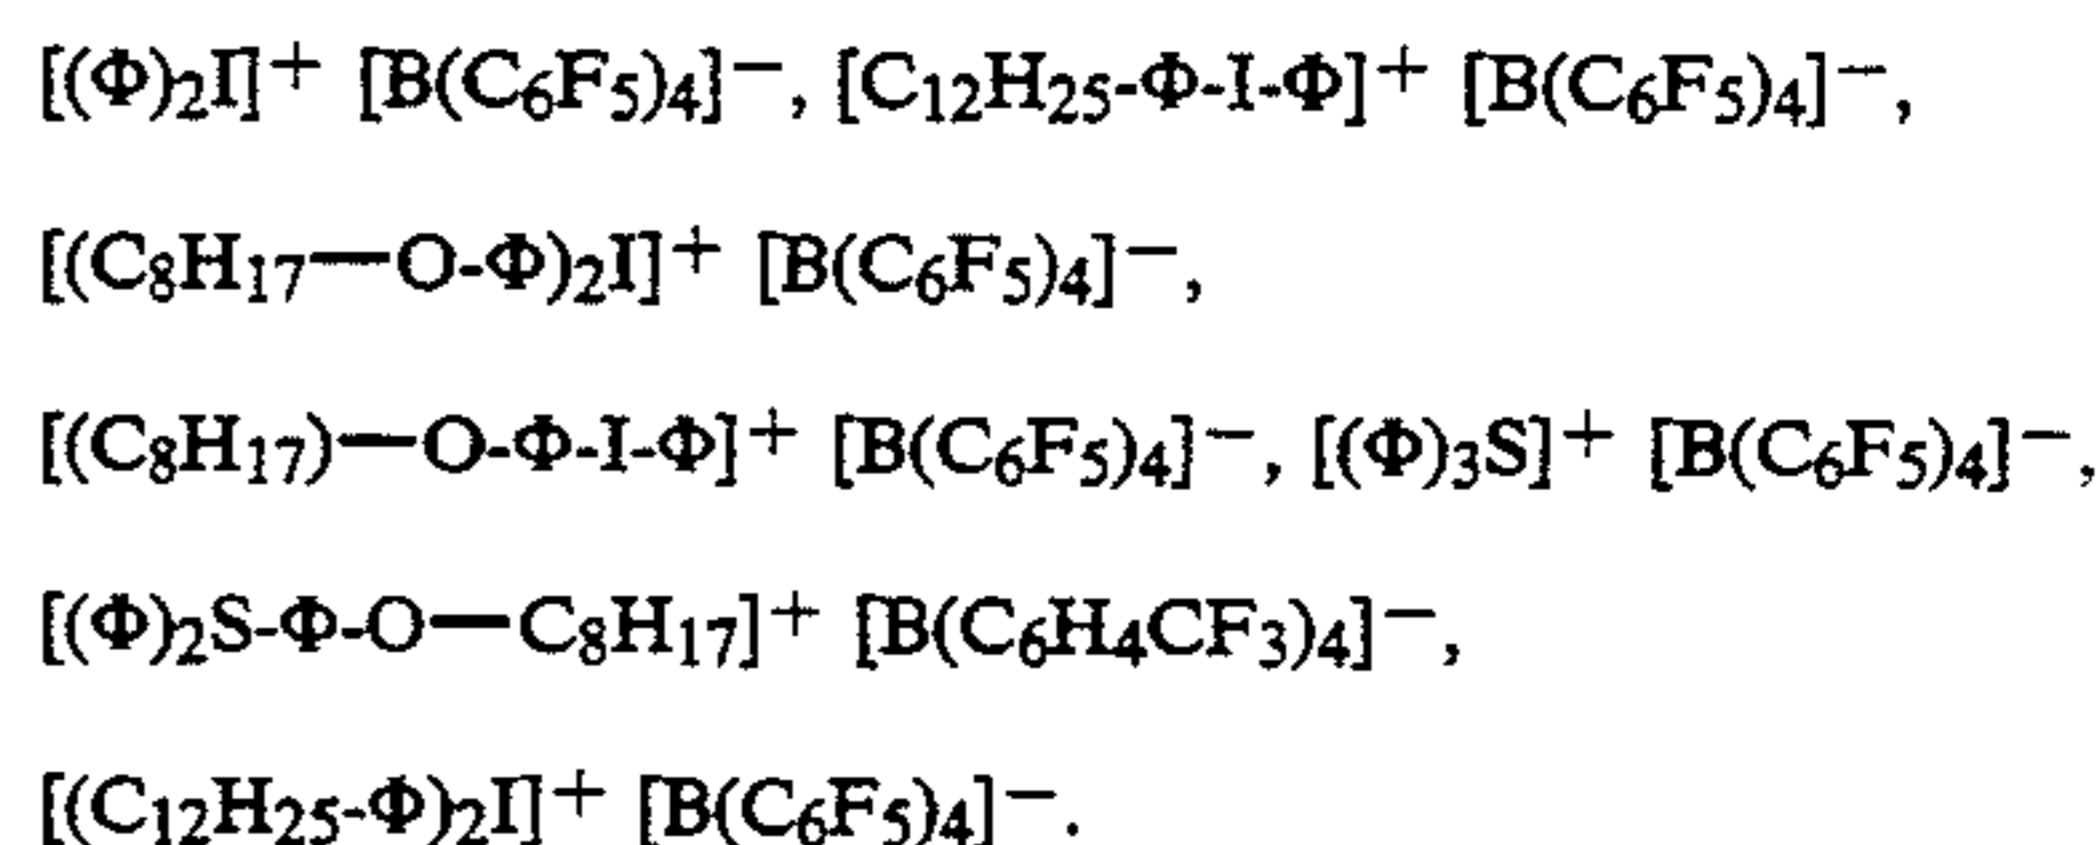 [(Φ)₂I]⁺ [B(C₆F₅)₄]⁻, [C₁₂H₂₅-Φ-I-Φ]⁺ [B(C₆F₅)₄]⁻,
[(C₈H₁₇—O-Φ)₂I]⁺ [B(C₆F₅)₄]⁻,
[(C₈H₁₇)—O-Φ-I-Φ]⁺ [B(C₆F₅)₄]⁻, [(Φ)₃S]⁺ [B(C₆F₅)₄]⁻,
[(Φ)₂S-Φ-O—C₈H₁₇]⁺ [B(C₆H₄CF₃)₄]⁻,
[(C₁₂H₂₅-Φ)₂I]⁺ [B(C₆F₅)₄]⁻.